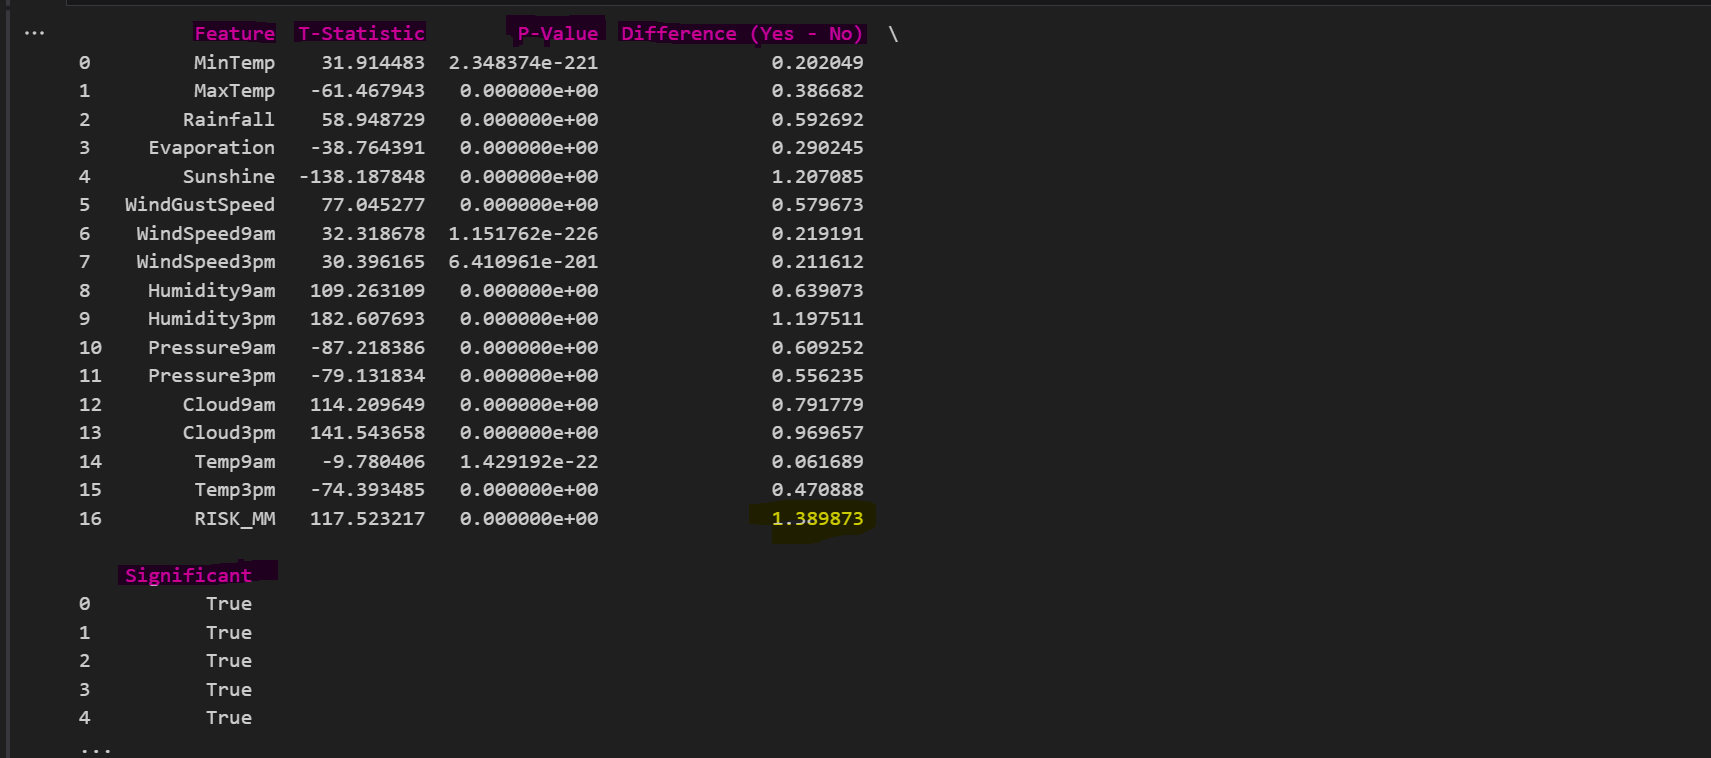 ... Feature T-Statistic P-Value Difference (Yes - No) \
0 MinTemp 31.914483 2.348374e-221 0.202049
1 MaxTemp -61.467943 0.000000e+00 0.386682
2 Rainfall 58.948729 0.000000e+00 0.592692
3 Evaporation -38.764391 0.000000e+00 0.290245
4 Sunshine -138.187848 0.000000e+00 1.207085
5 WindGustSpeed 77.045277 0.000000e+00 0.579673
6 WindSpeed9am 32.318678 1.151762e-226 0.219191
7 WindSpeed3pm 30.396165 6.410961e-201 0.211612
8 Humidity9am 109.263109 0.000000e+00 0.639073
9 Humidity3pm 182.607693 0.000000e+00 1.197511
10 Pressure9am -87.218386 0.000000e+00 0.609252
11 Pressure3pm -79.131834 0.000000e+00 0.556235
12 Cloud9am 114.209649 0.000000e+00 0.791779
13 Cloud3pm 141.543658 0.000000e+00 0.969657
14 Temp9am -9.780406 1.429192e-22 0.061689
15 Temp3pm -74.393485 0.000000e+00 0.470888
16 RISK_MM 117.523217 0.000000e+00 1.389873
Significant
0 True
1 True
2 True
3 True
4 True
...